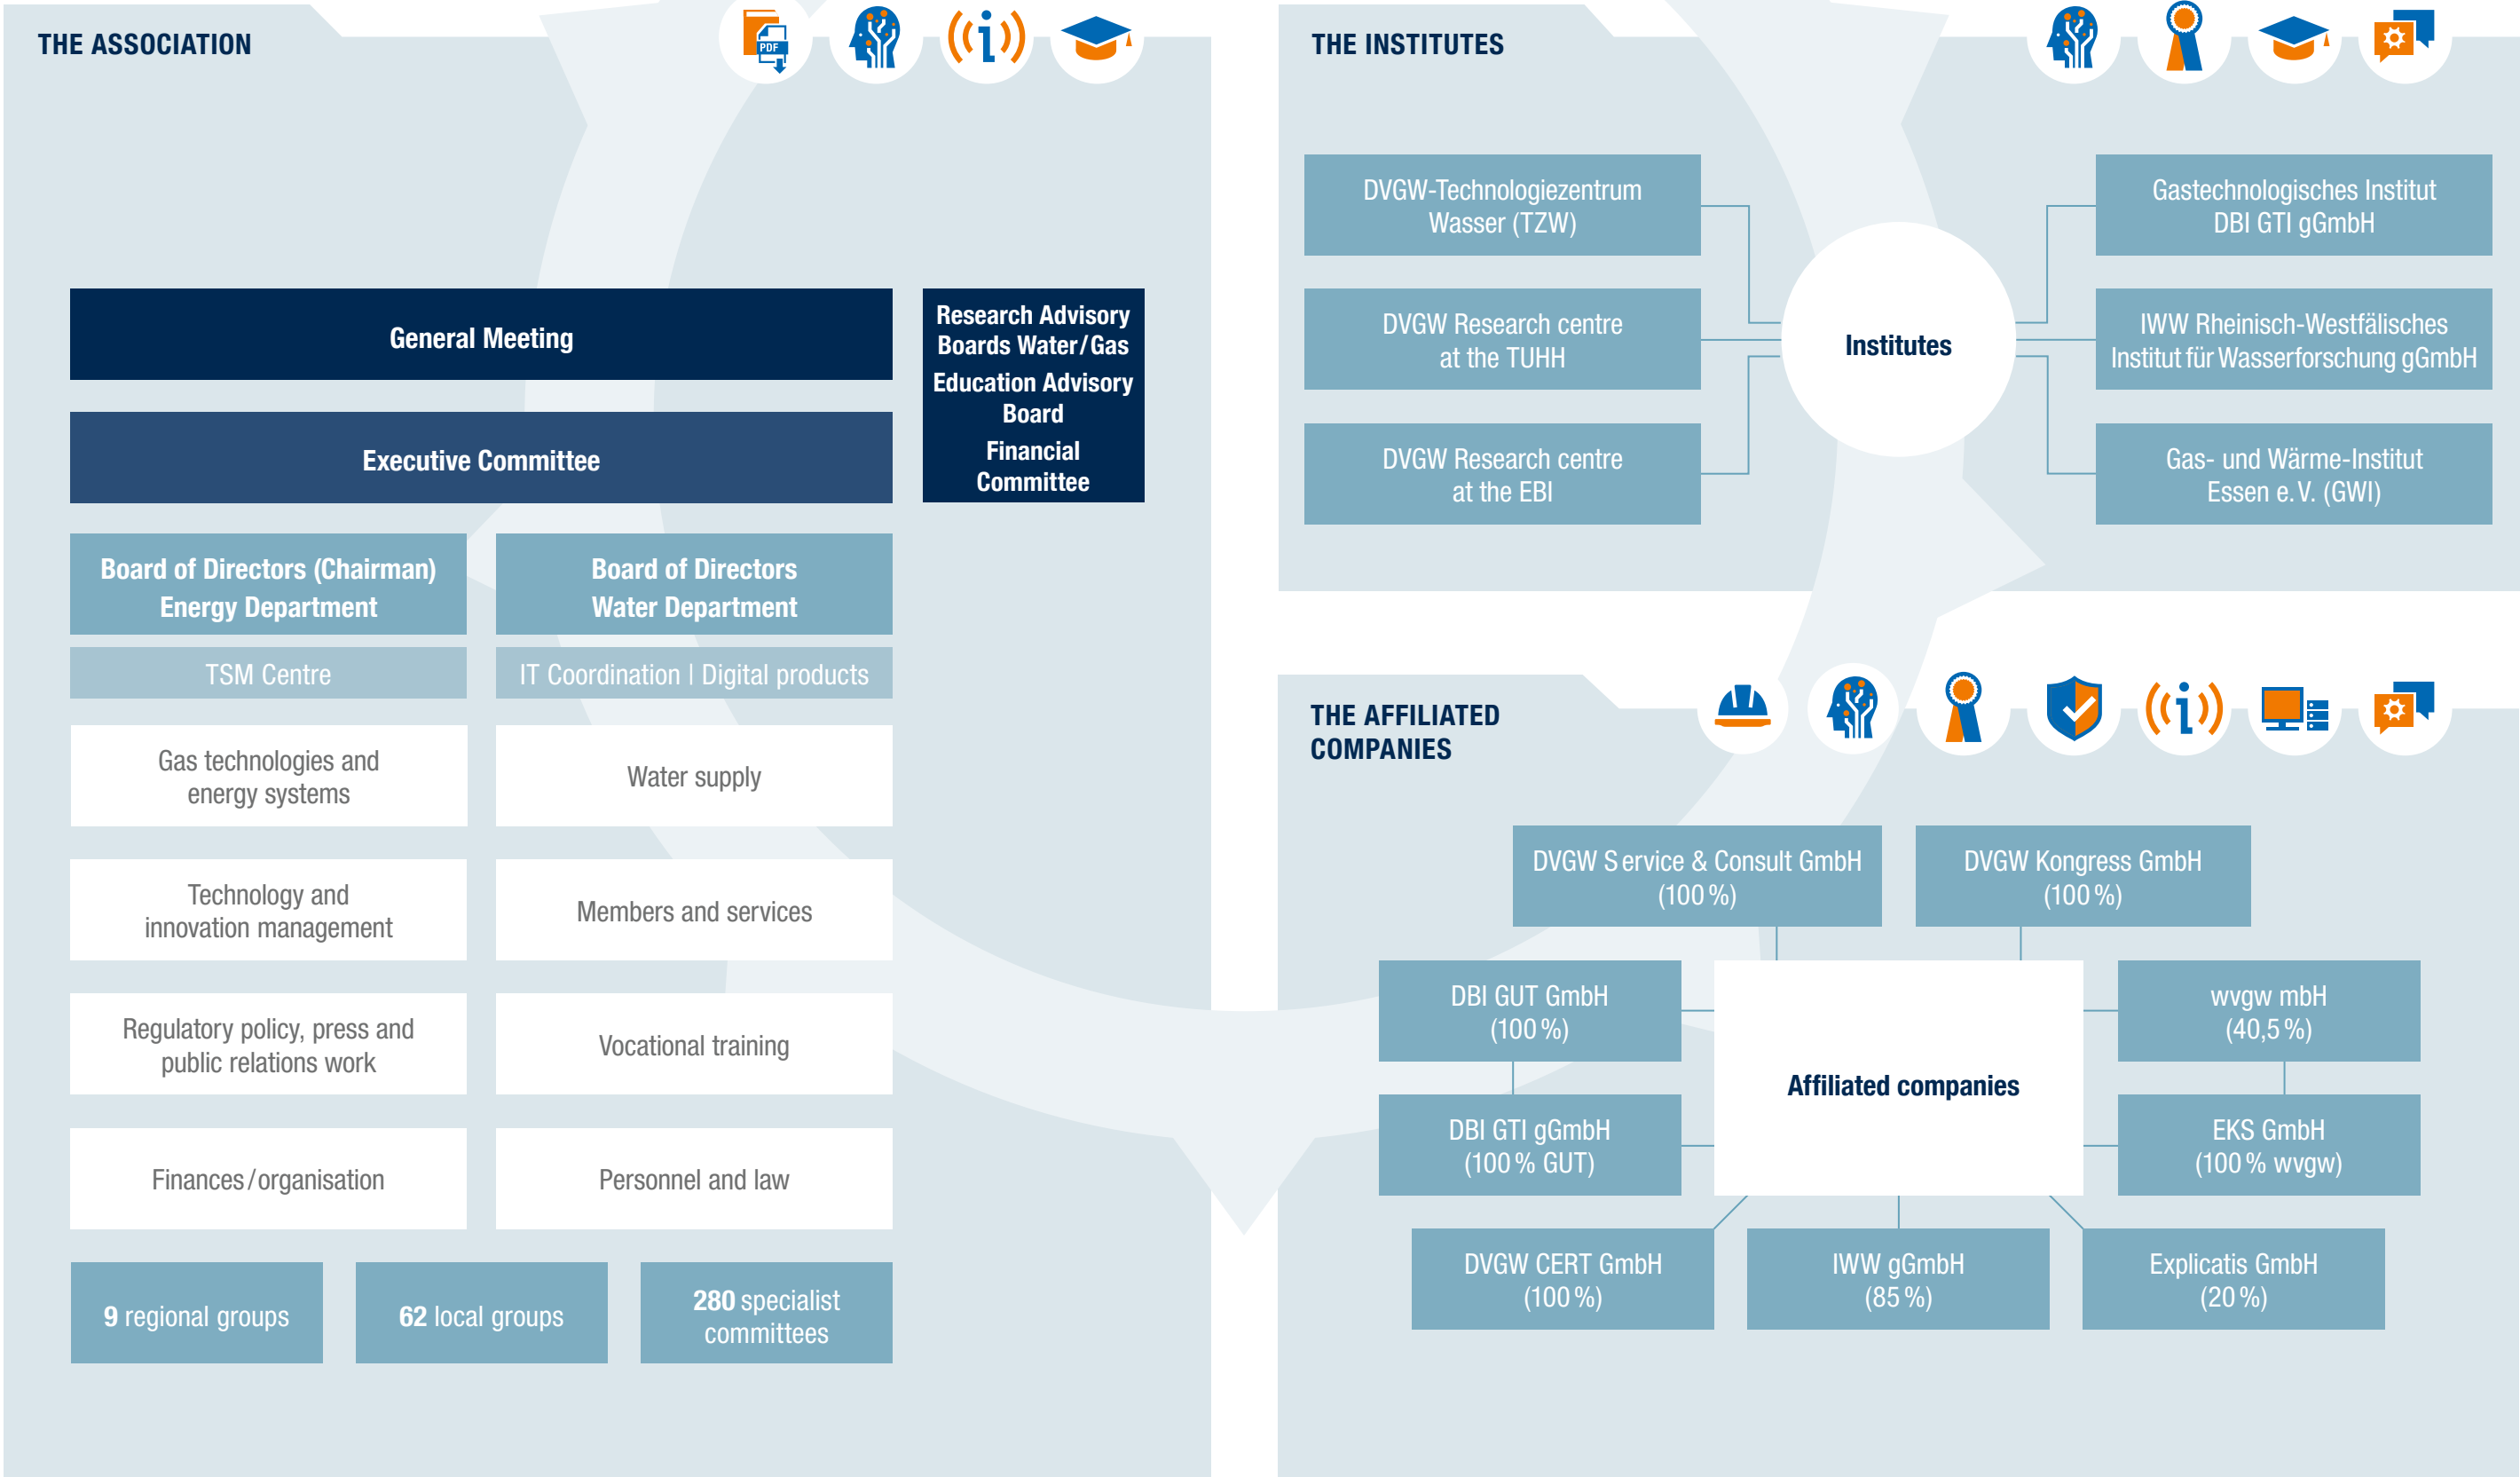 THE ASSOCIATION
PDF
General Meeting
Executive Committee
Research Advisory
Boards Water/Gas
Education Advisory
Board
Financial
Committee
Board of Directors (Chairman)
Energy Department
Board of Directors
Water Department
TSM Centre
IT Coordination | Digital products
Gas technologies and
energy systems
Water supply
Technology and
innovation management
Members and services
Regulatory policy, press and
public relations work
Vocational training
Finances/organisation
Personnel and law
9 regional groups
62 local groups
280 specialist
committees
THE INSTITUTES
DVGW-Technologiezentrum
Wasser (TZW)
DVGW Research centre
at the TUHH
DVGW Research centre
at the EBI
Institutes
Gastechnologisches Institut
DBI GTI gGmbH
IWW Rheinisch-Westfälisches
Institut für Wasserforschung gGmbH
Gas- und Wärme-Institut
Essen e.V. (GWI)
THE AFFILIATED
COMPANIES
DVGW Service & Consult GmbH
(100 %)
DVGW Kongress GmbH
(100 %)
DBI GUT GmbH
(100 %)
wvgw mbH
(40,5 %)
Affiliated companies
DBI GTI gGmbH
(100 % GUT)
EKS GmbH
(100 % wvgw)
DVGW CERT GmbH
(100 %)
IWW gGmbH
(85 %)
Explicatis GmbH
(20 %)